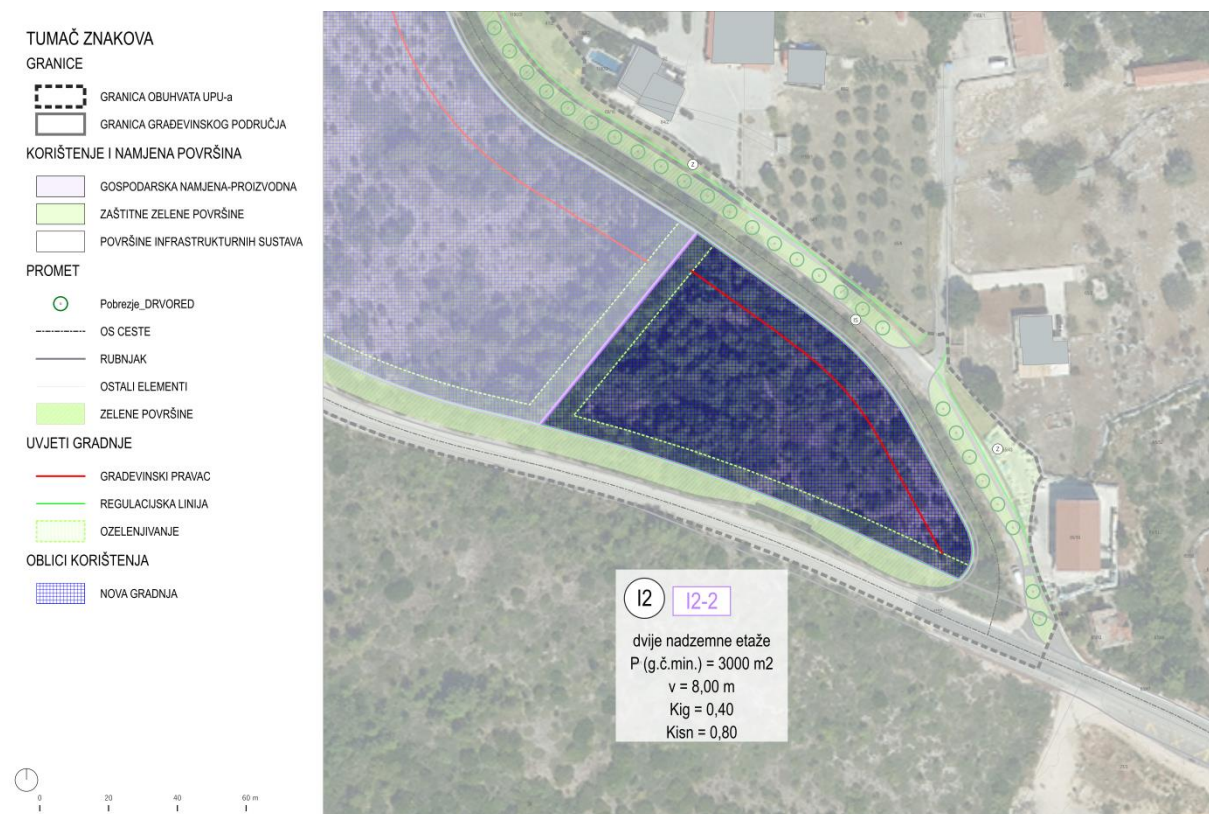 TUMAČ ZNAKOVA
GRANICE
GRANICA OBUHVATA UPU-a
GRANICA GRAĐEVINSKOG PODRUČJA
KORIŠTENJE I NAMJENA POVRŠINA
GOSPODARSKA NAMJENA-PROIZVODNA
ZAŠTITNE ZELENE POVRŠINE
POVRŠINE INFRASTRUKTURNIH SUSTAVA
PROMET
Pobrezje_DRVORED
OS CESTE
RUBNJAK
OSTALI ELEMENTI
ZELENE POVRŠINE
UVJETI GRADNJE
GRAĐEVINSKI PRAVAC
REGULACIJSKA LINIJA
OZELENJIVANJE
OBLICI KORIŠTENJA
NOVA GRADNJA
0 20 40 60 m
Z
IS
Z
I2 I2-2
dvije nadzemne etaže
P (g.č.min.) = 3000 m2
v = 8,00 m
Kig = 0,40
Kisn = 0,80